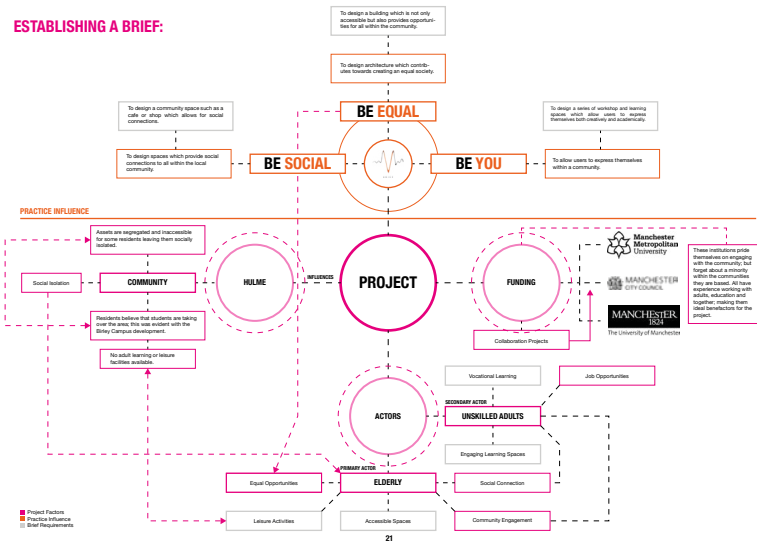 ESTABLISHING A BRIEF:
To design a building which is not only
accessible but also provides opportuni-
ties for all within the community.
To design architecture which contrib-
utes towards creating an equal society.
To design a community space such as a
cafe or shop which allows for social
connections.
To design a series of workshop and learning
spaces which allow users to express
themselves both creatively and academically.
BE EQUAL
To design spaces which provide social
connections to all within the local
community.
BE SOCIAL
BE YOU
To allow users to express themselves
within a community.
PRACTICE INFLUENCE
Assets are segregated and inaccessible
for some residents leaving them socially
isolated.
Social Isolation
COMMUNITY
HULME
INFLUENCES
PROJECT
FUNDING
Manchester
Metropolitan
University
MANCHESTER
CITY COUNCIL
MANCHESTER
1824
The University of Manchester
These institutions pride
themselves on engaging
with the community; but
forget about a minority
within the communities
they are based. All have
experience working with
adults, education and
together; making them
ideal benefactors for the
project.
Residents believe that students are taking
over the area; this was evident with the
Birley Campus development.
No adult learning or leisure
facilities available.
Collaboration Projects
Vocational Learning
Job Opportunities
ACTORS
SECONDARY ACTOR
UNSKILLED ADULTS
Engaging Learning Spaces
PRIMARY ACTOR
Equal Opportunities
ELDERLY
Social Connection
Leisure Activities
Accessible Spaces
Community Engagement
Project Factors
Practice Influence
Brief Requirements
21